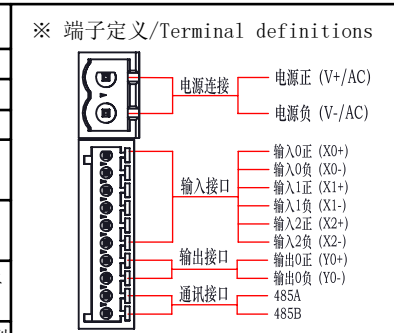 ※ 端子定义/Terminal definitions
电源连接
电源正 (V+/AC)
电源负 (V-/AC)
输入接口
输入0正 (X0+)
输入0负 (X0-)
输入1正 (X1+)
输入1负 (X1-)
输入2正 (X2+)
输入2负 (X2-)
输出接口
输出0正 (Y0+)
输出0负 (Y0-)
通讯接口
485A
485B